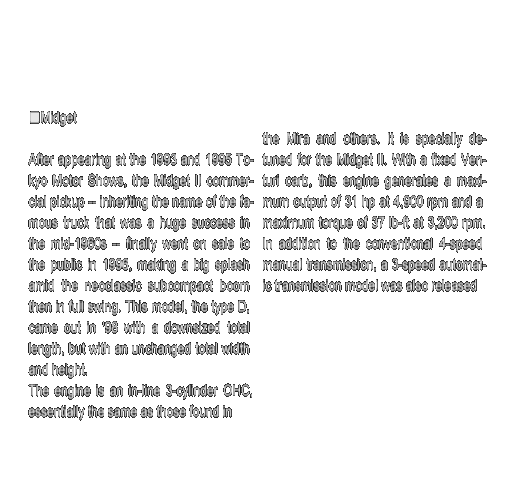 ■Midget
After appearing at the 1993 and 1995 To-
kyo Motor Shows, the Midget II commer-
cial pickup – inheriting the name of the fa-
mous truck that was a huge success in
the mid-1960s – finally went on sale to
the public in 1996, making a big splash
amid the neoclassic subcompact boom
then in full swing. This model, the type D,
came out in '96 with a downsized total
length, but with an unchanged total width
and height.
The engine is an in-line 3-cylinder OHC,
essentially the same as those found in
the Mira and others. It is specially de-
tuned for the Midget II. With a fixed Ven-
turi carb, this engine generates a maxi-
mum output of 31 hp at 4,900 rpm and a
maximum torque of 37 lb-ft at 3,200 rpm.
In addition to the conventional 4-speed
manual transmission, a 3-speed automat-
ic transmission model was also released